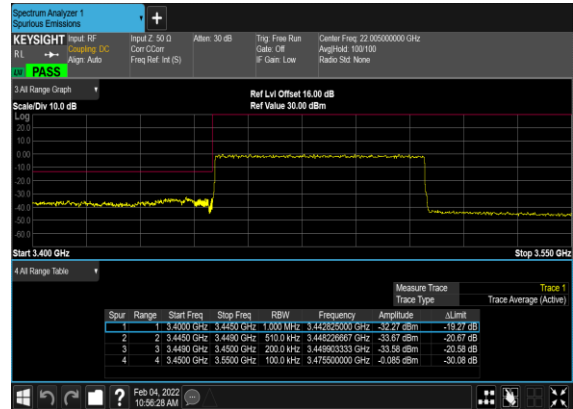 Spectrum Analyzer 1
Spurious Emissions
KEYSIGHT
RL
Input: RF
Coupling: DC
Align: Auto
Input Z: 50 Ω
Corr CCorr
Freq Ref: Int (S)
Atten: 30 dB
Trig: Free Run
Gate: Off
IF Gain: Low
Center Freq: 22.005000000 GHz
Avg|Hold: 100/100
Radio Std: None
LW PASS
3 All Range Graph
Ref Lvl Offset 16.00 dB
Scale/Div 10.0 dB
Ref Value 30.00 dBm
Log
20.0
10.0
0.00
-10.0
-20.0
-30.0
-40.0
-50.0
-60.0
Start 3.400 GHz
Stop 3.550 GHz
4 All Range Table
Measure Trace Trace 1
Trace Type Trace Average (Active)
Spur Range Start Freq Stop Freq RBW Frequency Amplitude ΔLimit
1 1 3.4000 GHz 3.4450 GHz 1.000 MHz 3.442825000 GHz -32.27 dBm -19.27 dB
2 2 3.4450 GHz 3.4490 GHz 510.0 kHz 3.448226667 GHz -33.67 dBm -20.67 dB
3 3 3.4490 GHz 3.4500 GHz 200.0 kHz 3.449903333 GHz -33.58 dBm -20.58 dB
4 4 3.4500 GHz 3.5500 GHz 100.0 kHz 3.475500000 GHz -0.085 dBm -30.08 dB
Feb 04, 2022
10:56:28 AM